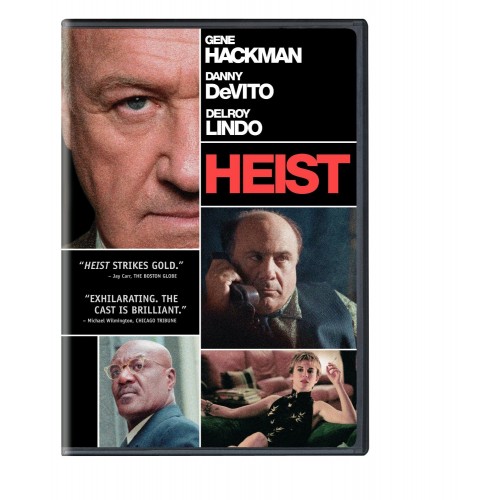 GENE
HACKMAN
DANNY
DeVITO
DELROY
LINDO
HEIST
“HEIST STRIKES GOLD.”
– Jay Carr, THE BOSTON GLOBE
“EXHILARATING. THE
CAST IS BRILLIANT.”
– Michael Wilmington, CHICAGO TRIBUNE